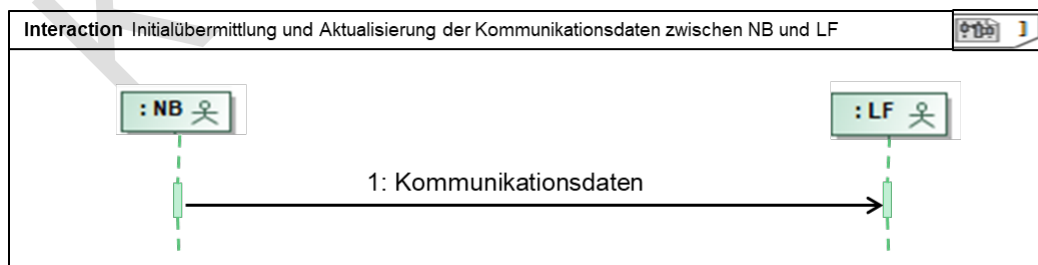 Interaction Initialübermittlung und Aktualisierung der Kommunikationsdaten zwischen NB und LF
: NB
: LF
1: Kommunikationsdaten